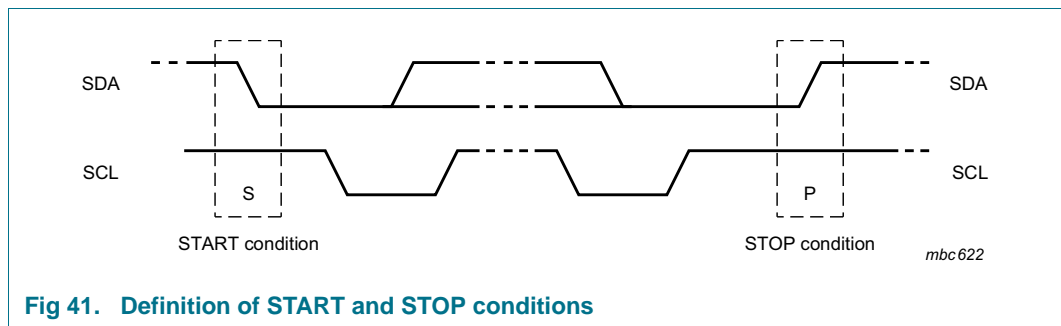 SDA
SDA
SCL
SCL
S
P
START condition
STOP condition
mbc622
Fig 41. Definition of START and STOP conditions